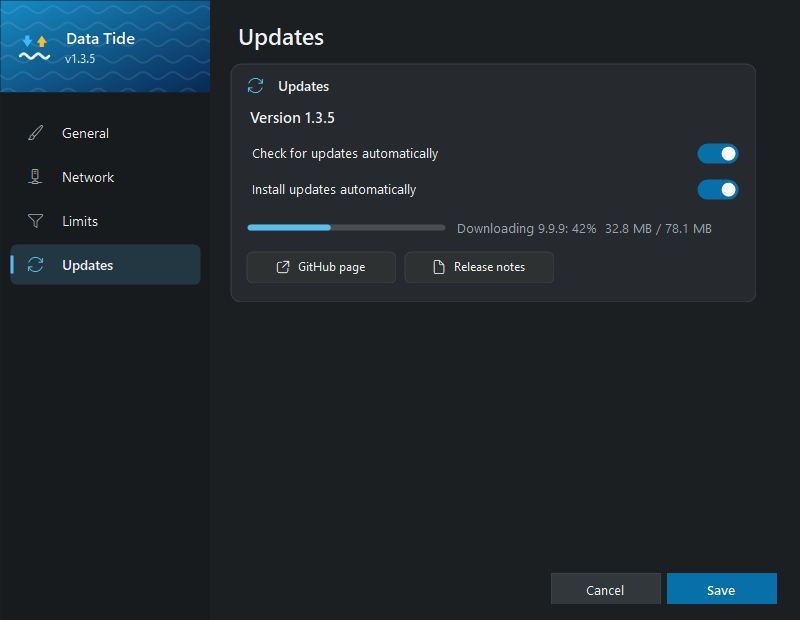 Data Tide
v1.3.5
General
Network
Limits
Updates
Updates
Updates
Version 1.3.5
Check for updates automatically
Install updates automatically
Downloading 9.9.9: 42% 32.8 MB / 78.1 MB
GitHub page
Release notes
Cancel
Save